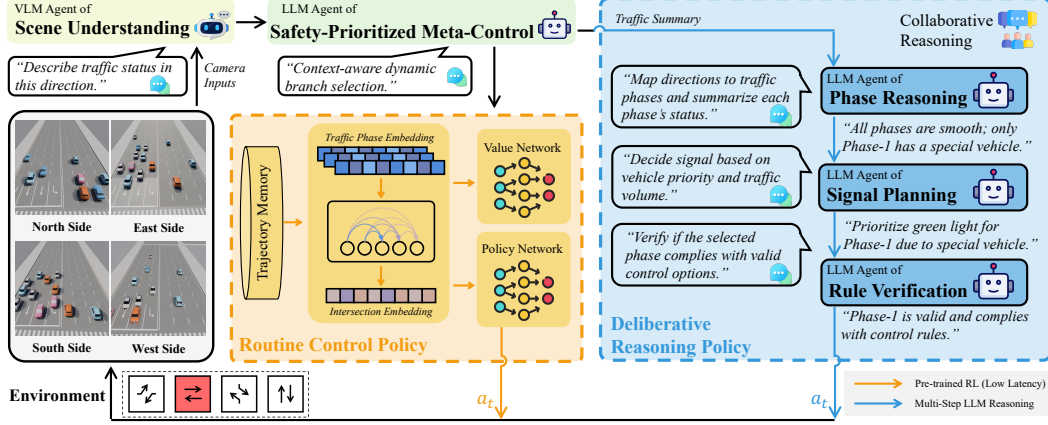 VLM Agent of
Scene Understanding
LLM Agent of
Safety-Prioritized Meta-Control
Traffic Summary
Collaborative
Reasoning
“Describe traffic status in
this direction.”
Camera
Inputs
“Context-aware dynamic
branch selection.”
“Map directions to traffic
phases and summarize each
phase’s status.”
LLM Agent of
Phase Reasoning
“All phases are smooth; only
Phase-1 has a special vehicle.”
“Decide signal based on
vehicle priority and traffic
volume.”
LLM Agent of
Signal Planning
“Prioritize green light for
Phase-1 due to special vehicle.”
“Verify if the selected
phase complies with valid
control options.”
LLM Agent of
Rule Verification
“Phase-1 is valid and complies
with control rules.”
Deliberative
Reasoning Policy
Trajectory Memory
Traffic Phase Embedding
Intersection Embedding
Value Network
Policy Network
Routine Control Policy
North Side
East Side
South Side
West Side
Environment
a_t
a_t
Pre-trained RL (Low Latency)
Multi-Step LLM Reasoning